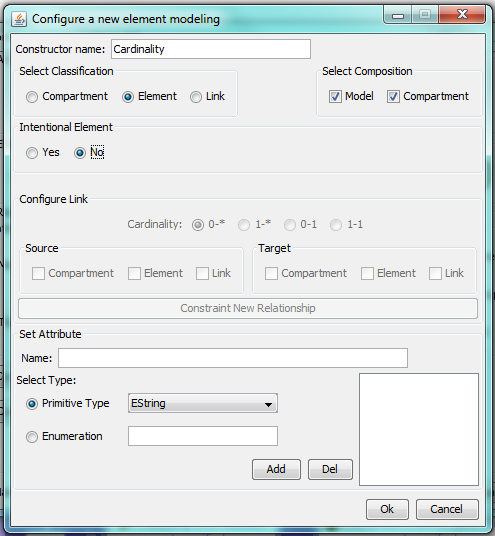 Configure a new element modeling
Constructor name: Cardinality
Select Classification Select Composition
Compartment Element Link Model Compartment
Intentional Element
Yes No
Configure Link
Cardinality: 0-* 1-* 0-1 1-1
Source Target
Compartment Element Link Compartment Element Link
Constraint New Relationship
Set Attribute
Name:
Select Type:
Primitive Type EString
Enumeration
Add Del
Ok Cancel